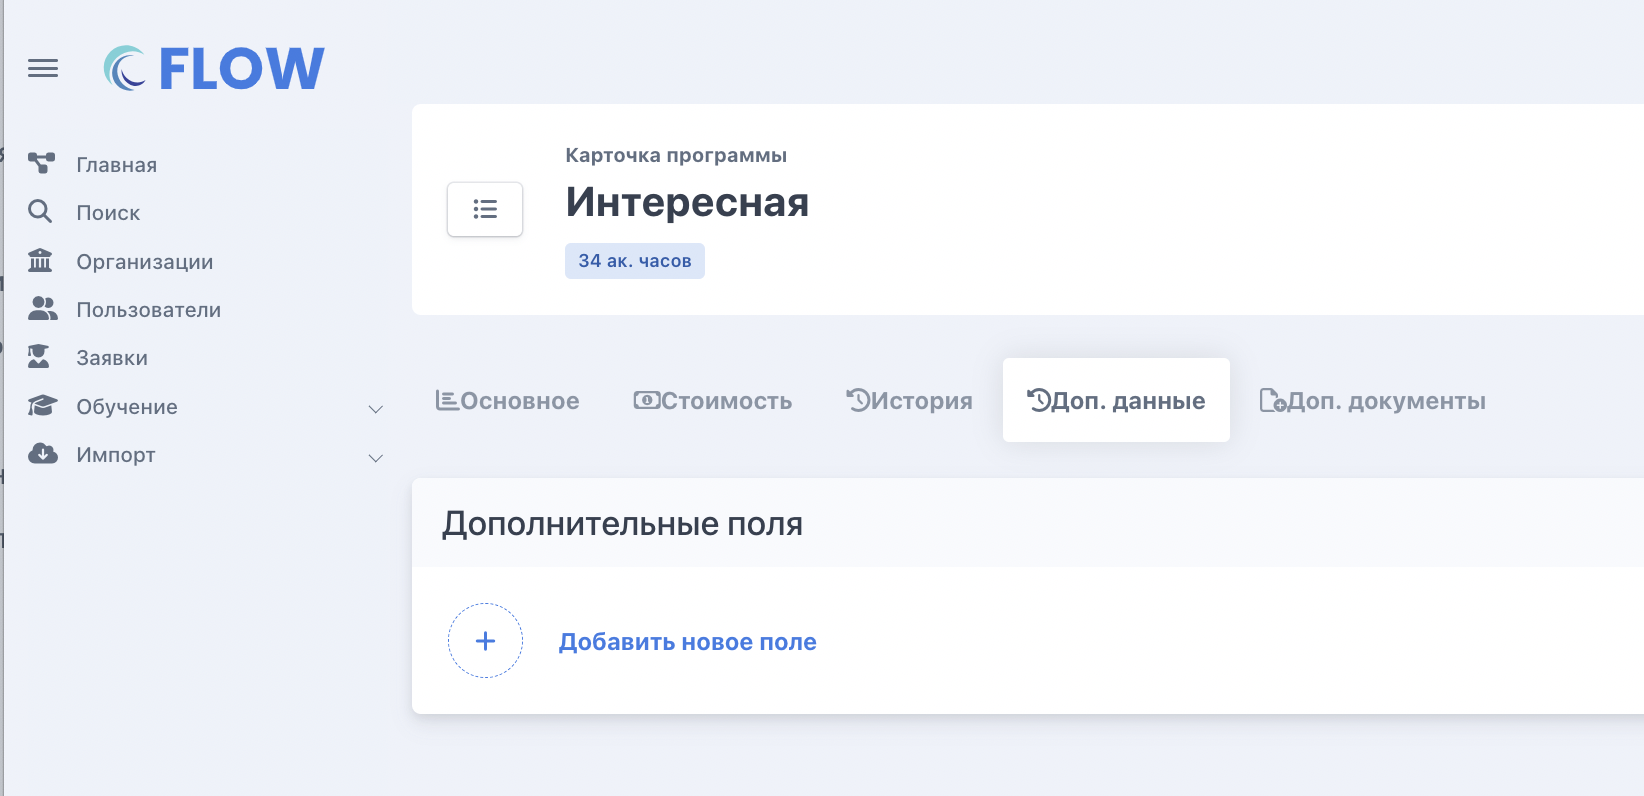 FLOW
Главная
Поиск
Организации
Пользователи
Заявки
Обучение
Импорт
Карточка программы
Интересная
34 ак. часов
Основное
Стоимость
История
Доп. данные
Доп. документы
Дополнительные поля
Добавить новое поле